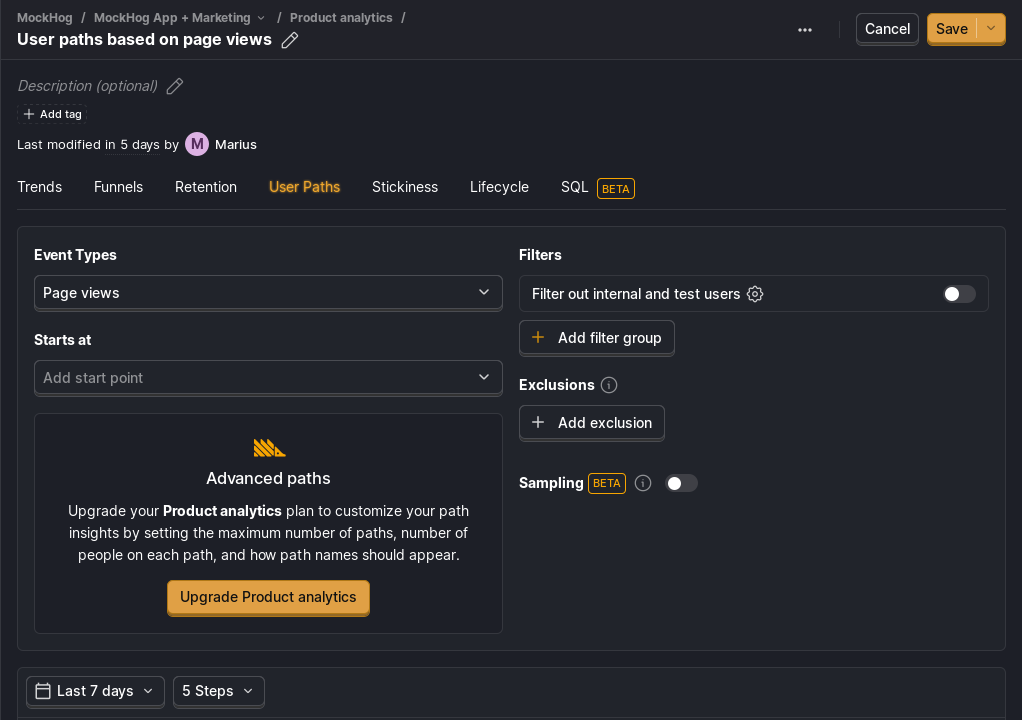 MockHog / MockHog App + Marketing / Product analytics /
User paths based on page views
Cancel
Save
Description (optional)
Add tag
Last modified in 5 days by M Marius
Trends Funnels Retention User Paths Stickiness Lifecycle SQL BETA
Event Types
Page views
Starts at
Add start point
Advanced paths
Upgrade your Product analytics plan to customize your path
insights by setting the maximum number of paths, number of
people on each path, and how path names should appear.
Upgrade Product analytics
Filters
Filter out internal and test users
Add filter group
Exclusions
Add exclusion
Sampling BETA
Last 7 days
5 Steps